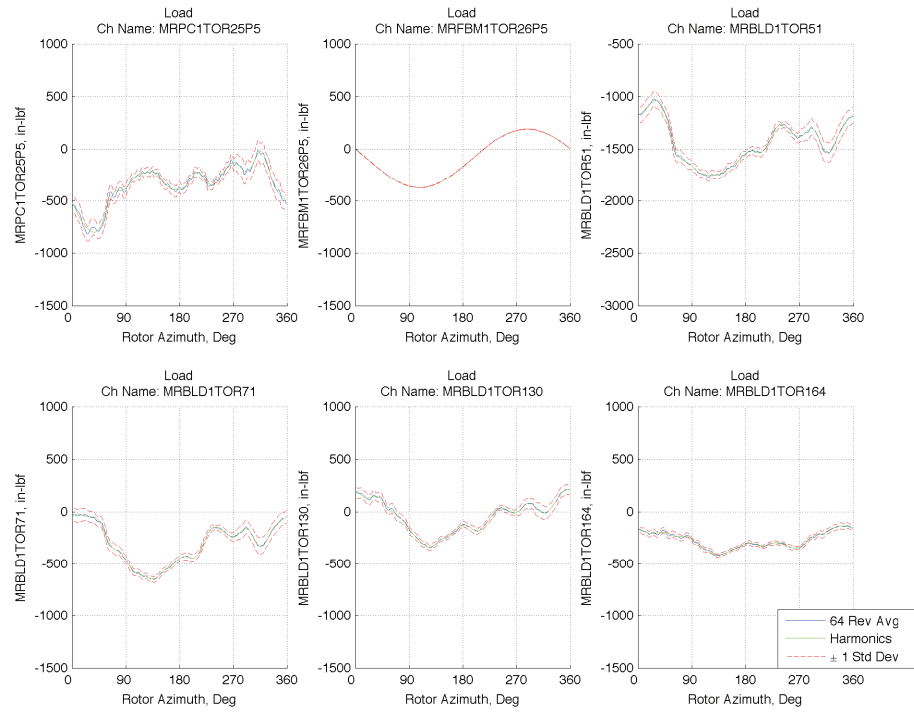 Load
Ch Name: MRPC1TOR25P5
1000
500
0
-500
-1000
-1500
MRPC1TOR25P5, in-lbf
0 90 180 270 360
Rotor Azimuth, Deg
Load
Ch Name: MRFBM1TOR26P5
1000
500
0
-500
-1000
-1500
MRFBM1TOR26P5, in-lbf
0 90 180 270 360
Rotor Azimuth, Deg
Load
Ch Name: MRBLD1TOR51
-500
-1000
-1500
-2000
-2500
-3000
MRBLD1TOR51, in-lbf
0 90 180 270 360
Rotor Azimuth, Deg
Load
Ch Name: MRBLD1TOR71
1000
500
0
-500
-1000
-1500
MRBLD1TOR71, in-lbf
0 90 180 270 360
Rotor Azimuth, Deg
Load
Ch Name: MRBLD1TOR130
1000
500
0
-500
-1000
-1500
MRBLD1TOR130, in-lbf
0 90 180 270 360
Rotor Azimuth, Deg
Load
Ch Name: MRBLD1TOR164
1000
500
0
-500
-1000
-1500
MRBLD1TOR164, in-lbf
0 90 180 270 360
Rotor Azimuth, Deg
64 Rev Avg
Harmonics
± 1 Std Dev